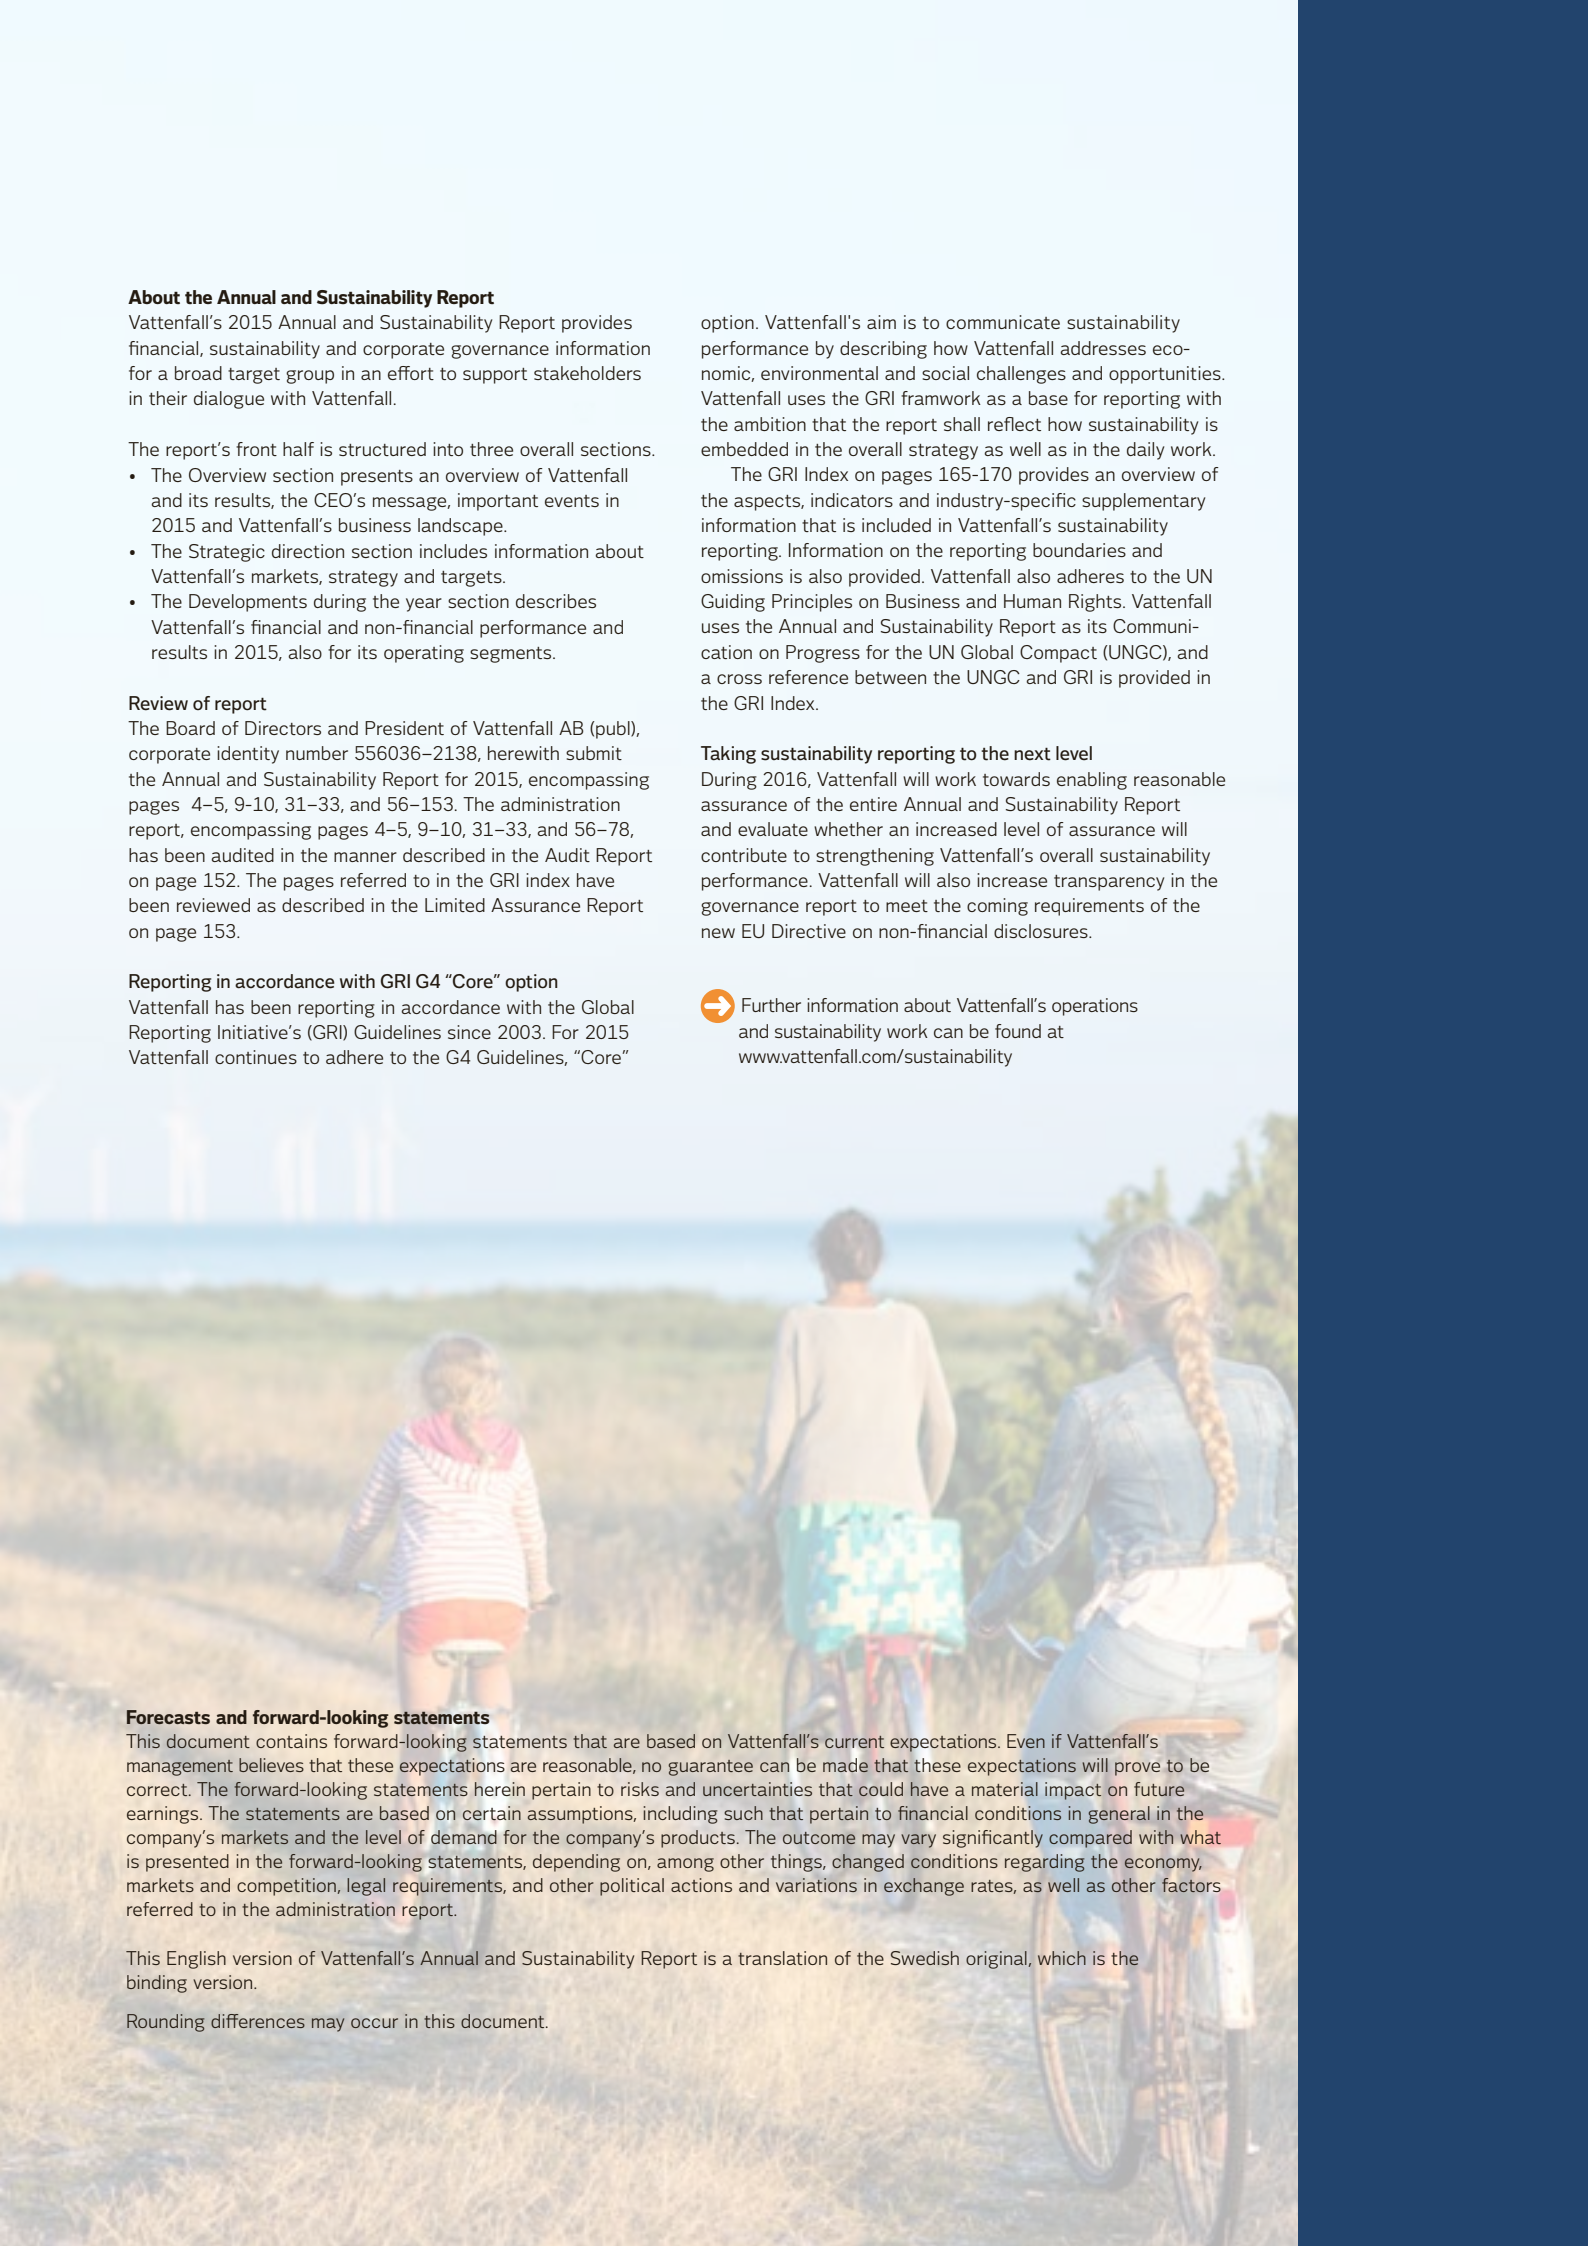 About the Annual and Sustainability Report
Vattenfall's 2015 Annual and Sustainability Report provides
financial, sustainability and corporate governance information
for a broad target group in an effort to support stakeholders
in their dialogue with Vattenfall.
The report's front half is structured into three overall sections.
• The Overview section presents an overview of Vattenfall
and its results, the CEO's message, important events in
2015 and Vattenfall's business landscape.
• The Strategic direction section includes information about
Vattenfall's markets, strategy and targets.
• The Developments during the year section describes
Vattenfall's financial and non-financial performance and
results in 2015, also for its operating segments.
Review of report
The Board of Directors and President of Vattenfall AB (publ),
corporate identity number 556036–2138, herewith submit
the Annual and Sustainability Report for 2015, encompassing
pages 4–5, 9-10, 31–33, and 56–153. The administration
report, encompassing pages 4–5, 9–10, 31–33, and 56–78,
has been audited in the manner described in the Audit Report
on page 152. The pages referred to in the GRI index have
been reviewed as described in the Limited Assurance Report
on page 153.
Reporting in accordance with GRI G4 “Core” option
Vattenfall has been reporting in accordance with the Global
Reporting Initiative's (GRI) Guidelines since 2003. For 2015
Vattenfall continues to adhere to the G4 Guidelines, “Core”
option. Vattenfall's aim is to communicate sustainability
performance by describing how Vattenfall addresses eco-
nomic, environmental and social challenges and opportunities.
Vattenfall uses the GRI framwork as a base for reporting with
the ambition that the report shall reflect how sustainability is
embedded in the overall strategy as well as in the daily work.
The GRI Index on pages 165-170 provides an overview of
the aspects, indicators and industry-specific supplementary
information that is included in Vattenfall's sustainability
reporting. Information on the reporting boundaries and
omissions is also provided. Vattenfall also adheres to the UN
Guiding Principles on Business and Human Rights. Vattenfall
uses the Annual and Sustainability Report as its Communi-
cation on Progress for the UN Global Compact (UNGC), and
a cross reference between the UNGC and GRI is provided in
the GRI Index.
Taking sustainability reporting to the next level
During 2016, Vattenfall will work towards enabling reasonable
assurance of the entire Annual and Sustainability Report
and evaluate whether an increased level of assurance will
contribute to strengthening Vattenfall's overall sustainability
performance. Vattenfall will also increase transparency in the
governance report to meet the coming requirements of the
new EU Directive on non-financial disclosures.
Further information about Vattenfall's operations
and sustainability work can be found at
www.vattenfall.com/sustainability
Forecasts and forward-looking statements
This document contains forward-looking statements that are based on Vattenfall's current expectations. Even if Vattenfall's
management believes that these expectations are reasonable, no guarantee can be made that these expectations will prove to be
correct. The forward-looking statements herein pertain to risks and uncertainties that could have a material impact on future
earnings. The statements are based on certain assumptions, including such that pertain to financial conditions in general in the
company's markets and the level of demand for the company's products. The outcome may vary significantly compared with what
is presented in the forward-looking statements, depending on, among other things, changed conditions regarding the economy,
markets and competition, legal requirements, and other political actions and variations in exchange rates, as well as other factors
referred to in the administration report.
This English version of Vattenfall's Annual and Sustainability Report is a translation of the Swedish original, which is the
binding version.
Rounding differences may occur in this document.